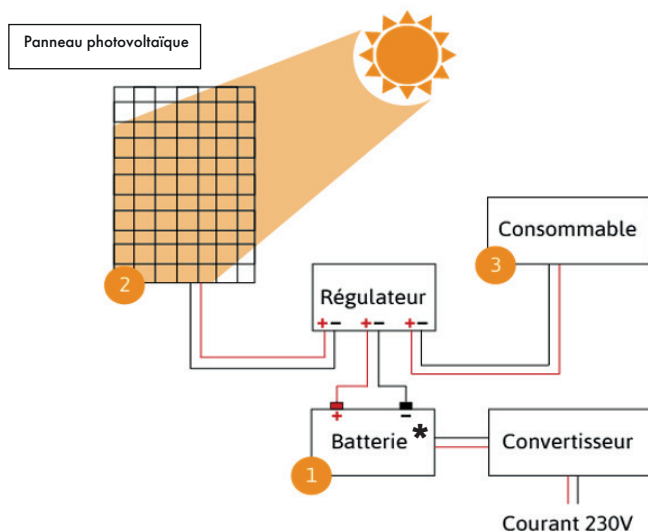 Panneau photovoltaïque
2
Consommable
3
Régulateur
+ − + − + −
+ −
Batterie *
1
Convertisseur
Courant 230V